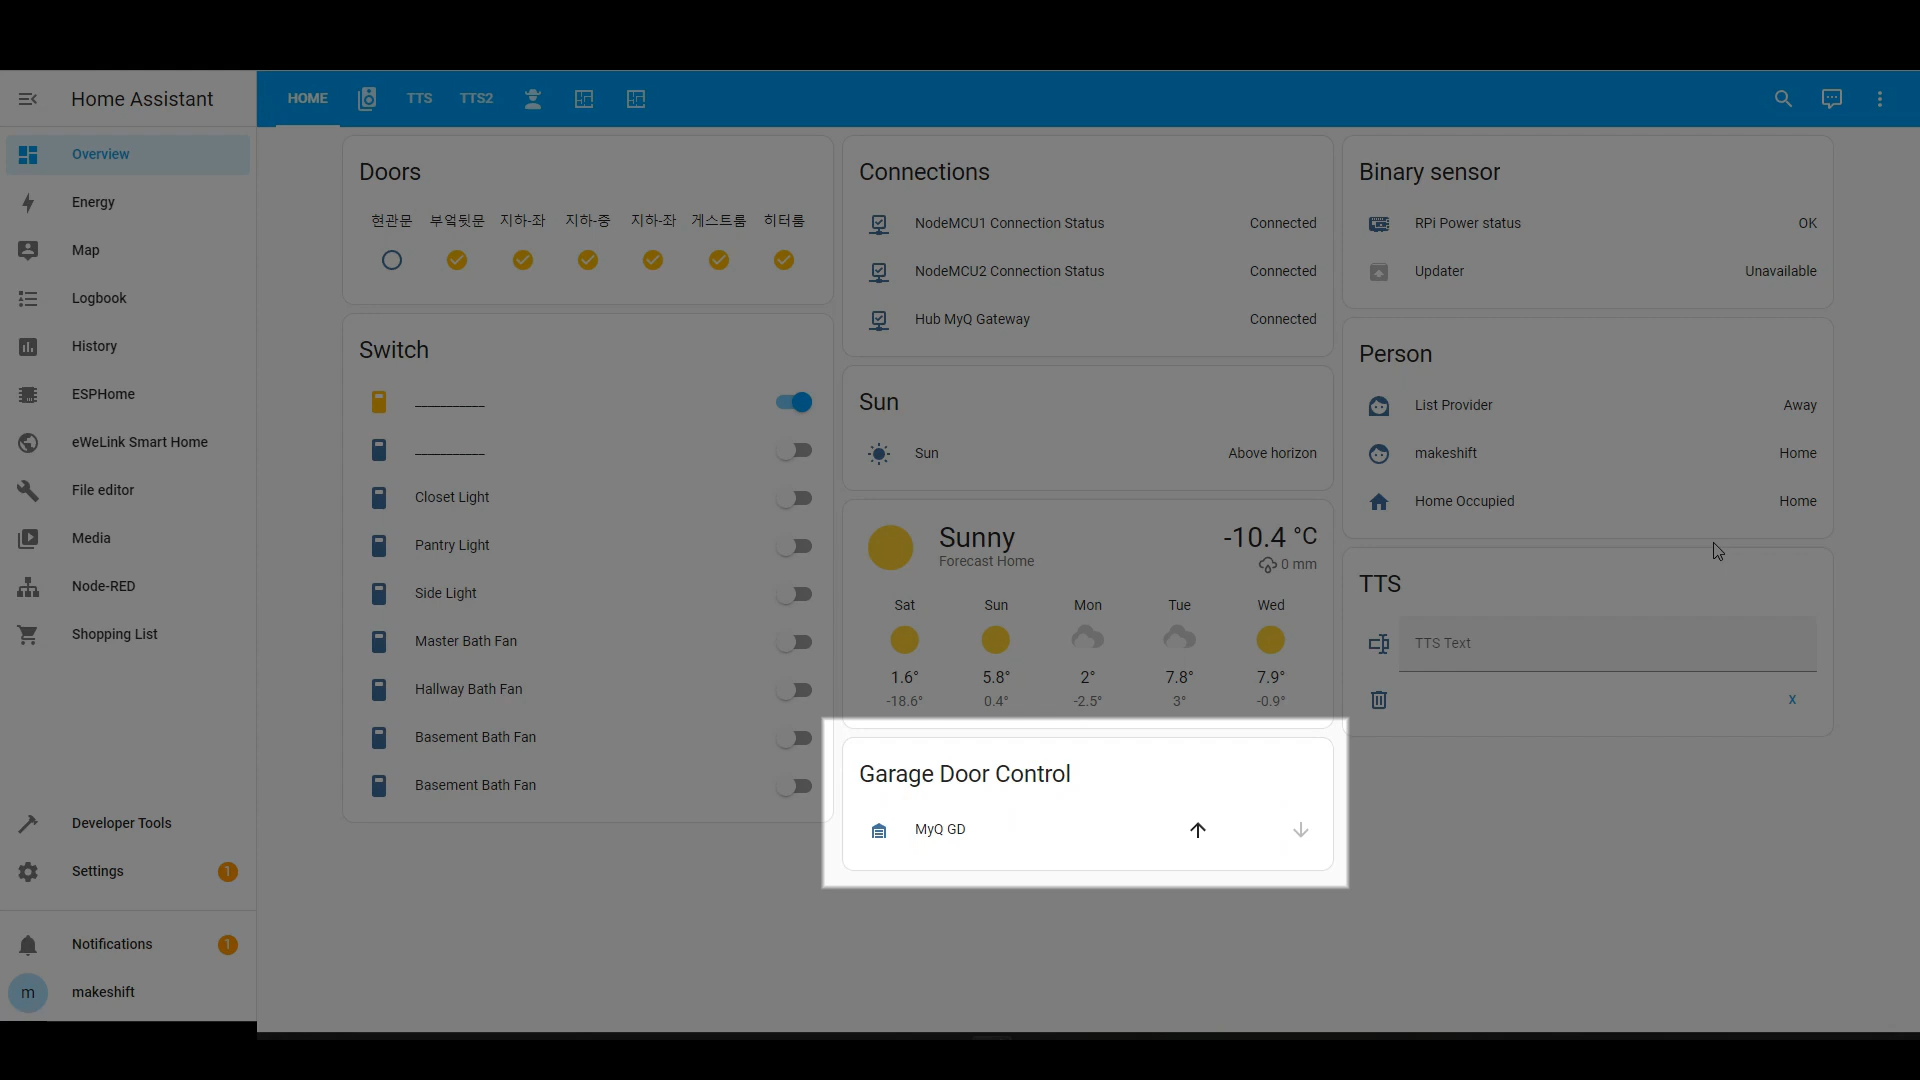 Home Assistant
HOME TTS TTS2
Overview
Energy
Map
Logbook
History
ESPHome
eWeLink Smart Home
File editor
Media
Node-RED
Shopping List
Developer Tools
Settings 1
Notifications 1
m makeshift
Doors
현관문 부엌뒷문 지하-좌 지하-중 지하-좌 게스트룸 히터룸
Switch
___________
___________
Closet Light
Pantry Light
Side Light
Master Bath Fan
Hallway Bath Fan
Basement Bath Fan
Basement Bath Fan
Connections
NodeMCU1 Connection Status Connected
NodeMCU2 Connection Status Connected
Hub MyQ Gateway Connected
Sun
Sun Above horizon
Sunny -10.4 °C
Forecast Home 0 mm
Sat Sun Mon Tue Wed
1.6° 5.8° 2° 7.8° 7.9°
-18.6° 0.4° -2.5° 3° -0.9°
Garage Door Control
MyQ GD
Binary sensor
RPi Power status OK
Updater Unavailable
Person
List Provider Away
makeshift Home
Home Occupied Home
TTS
TTS Text
X